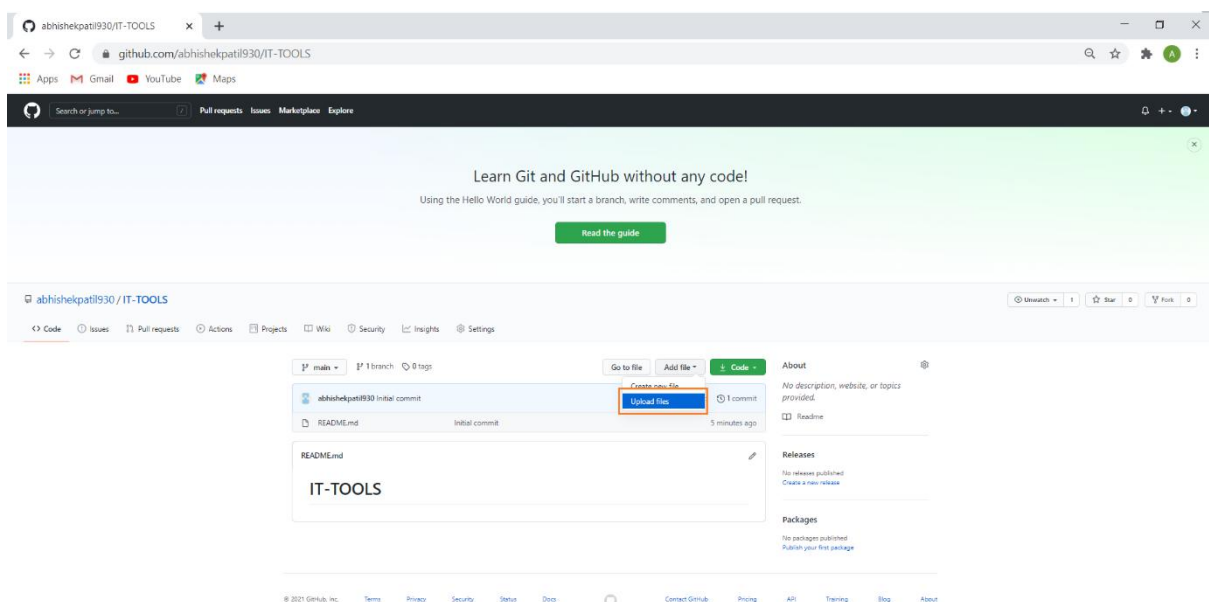 abhishekpatil930/IT-TOOLS
github.com/abhishekpatil930/IT-TOOLS
A
Apps Gmail YouTube Maps
Search or jump to... / Pull requests Issues Marketplace Explore
Learn Git and GitHub without any code!
Using the Hello World guide, you'll start a branch, write comments, and open a pull request.
Read the guide
abhishekpatil930 / IT-TOOLS
Unwatch 1 Star 0 Fork 0
Code Issues Pull requests Actions Projects Wiki Security Insights Settings
main 1 branch 0 tags Go to file Add file Code
About
Create new file
No description, website, or topics
provided.
abhishekpatil930 Initial commit Upload files 1 commit
Readme
README.md Initial commit 5 minutes ago
README.md
IT-TOOLS
Releases
No releases published
Create a new release
Packages
No packages published
Publish your first package
© 2021 GitHub, Inc. Terms Privacy Security Status Docs Contact GitHub Pricing API Training Blog About